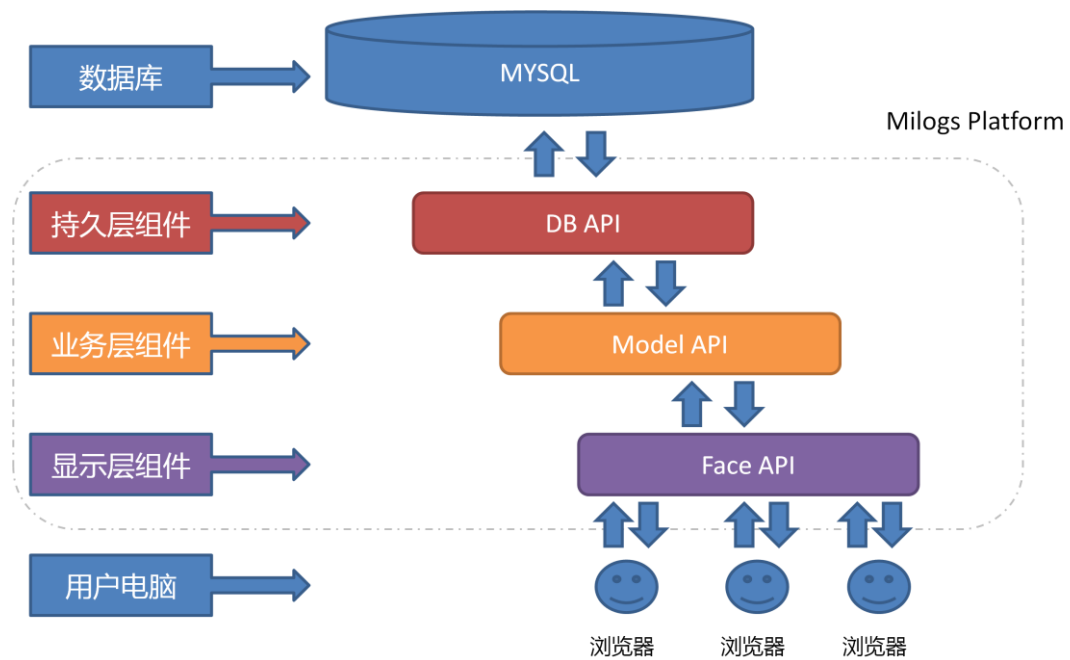 数据库
MYSQL
Milogs Platform
持久层组件
DB API
业务层组件
Model API
显示层组件
Face API
用户电脑
浏览器
浏览器
浏览器